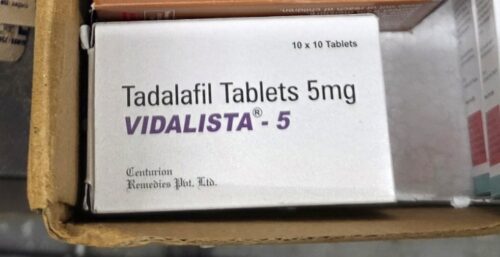 10 x 10 Tablets
Tadalafil Tablets 5mg
VIDALISTA® - 5
Centurion
Remedies Pvt. Ltd.